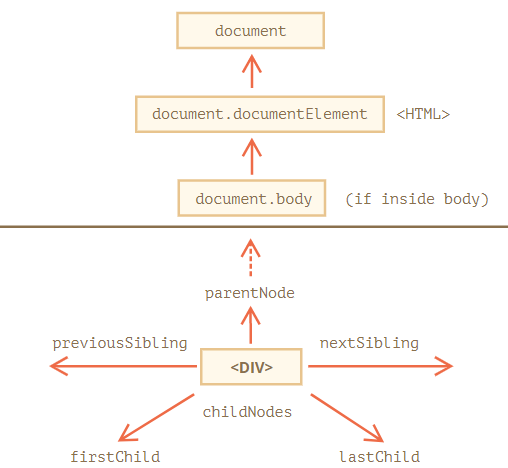 document
document.documentElement <HTML>
document.body (if inside body)
parentNode
previousSibling nextSibling
<DIV>
childNodes
firstChild lastChild